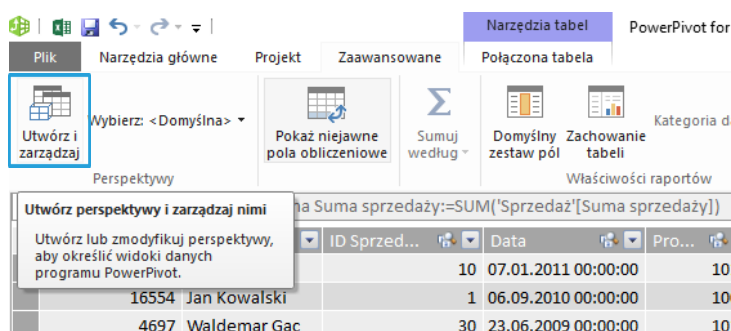 Narzędzia tabel
PowerPivot for
Plik Narzędzia główne Projekt Zaawansowane Połączona tabela
Utwórz i zarządzaj
Wybierz: <Domyślna>
Pokaż niejawne pola obliczeniowe
Sumuj według
Domyślny zestaw pól
Zachowanie tabeli
Kategoria
Perspektywy
Właściwości raportów
Utwórz perspektywy i zarządzaj nimi
Utwórz lub zmodyfikuj perspektywy,
aby określić widoki danych
programu PowerPivot.
Suma sprzedaży:=SUM('Sprzedaż'[Suma sprzedaży])
ID Sprzed... Data Pro...
10 07.01.2011 00:00:00 10
16554 Jan Kowalski 1 06.09.2010 00:00:00 10
4697 Waldemar Gac 30 23.06.2009 00:00:00 10